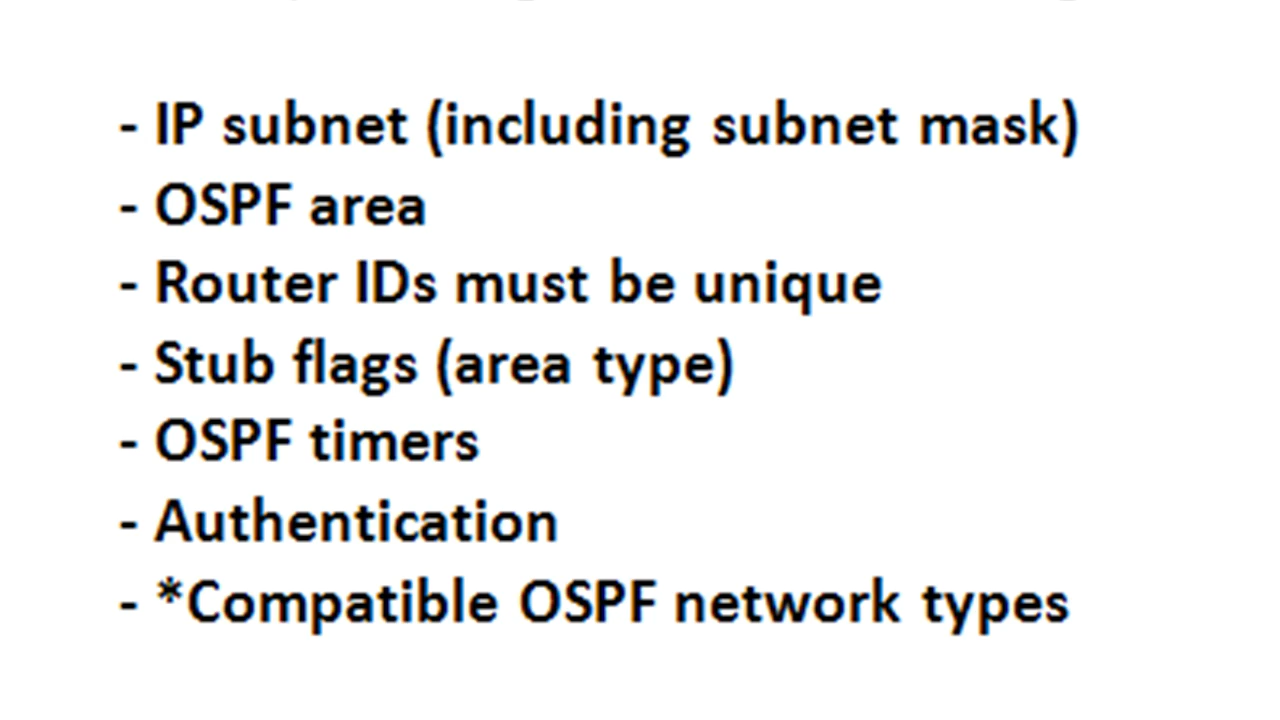 - IP subnet (including subnet mask)
- OSPF area
- Router IDs must be unique
- Stub flags (area type)
- OSPF timers
- Authentication
- *Compatible OSPF network types